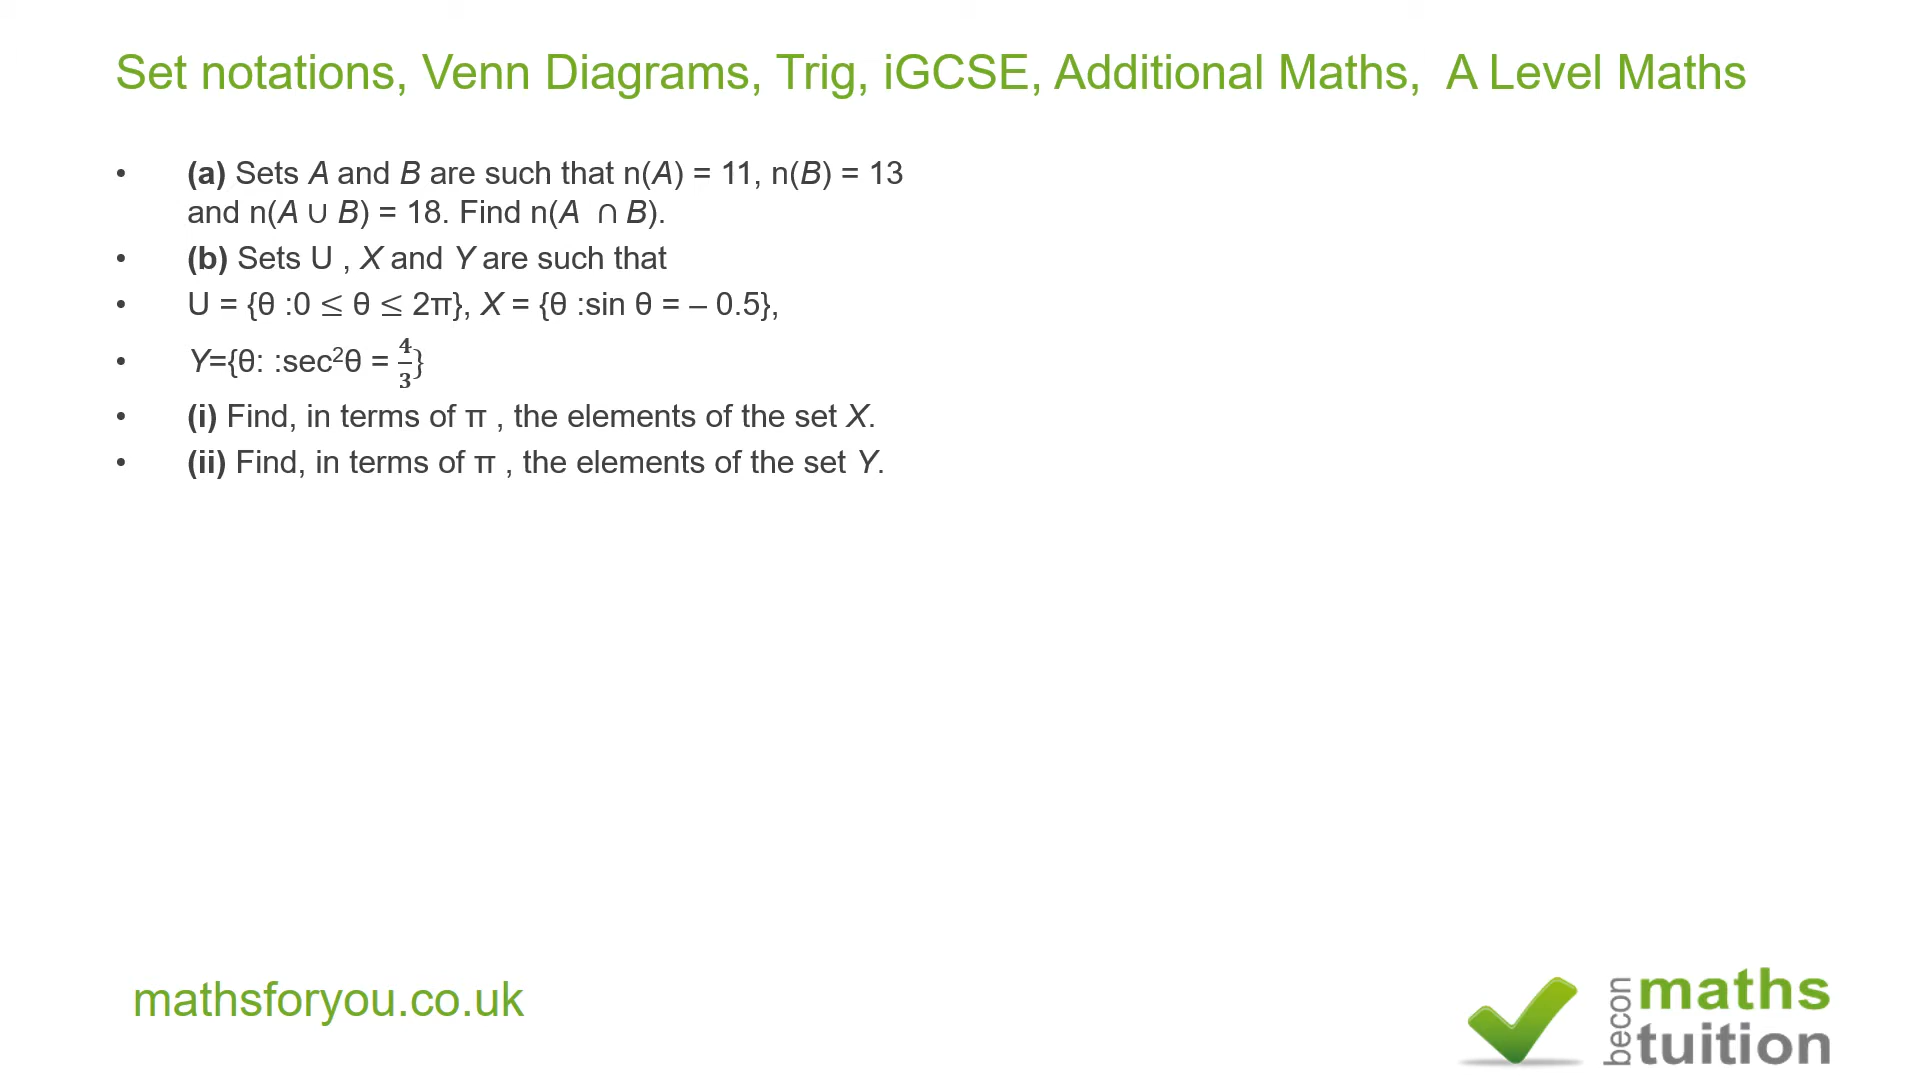 Set notations, Venn Diagrams, Trig, iGCSE, Additional Maths, A Level Maths
• (a) Sets A and B are such that n(A) = 11, n(B) = 13
and n(A ∪ B) = 18. Find n(A ∩ B).
• (b) Sets U , X and Y are such that
• U = {θ :0 ≤ θ ≤ 2π}, X = {θ :sin θ = – 0.5},
• Y={θ: :sec²θ = 4/3}
• (i) Find, in terms of π , the elements of the set X.
• (ii) Find, in terms of π , the elements of the set Y.
mathsforyou.co.uk
becon
maths
tuition